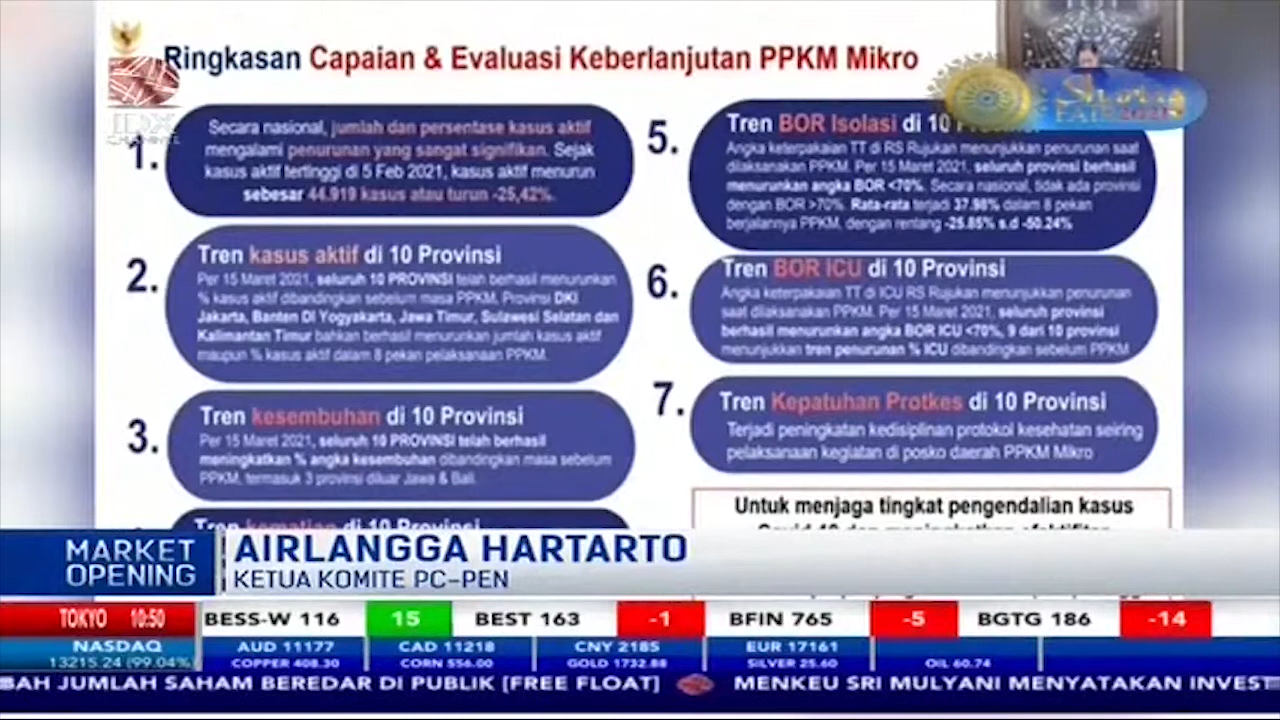 Ringkasan Capaian & Evaluasi Keberlanjutan PPKM Mikro
IDX
CHANNEL
1.
Secara nasional, jumlah dan persentase kasus aktif
mengalami penurunan yang sangat signifikan. Sejak
kasus aktif tertinggi di 5 Feb 2021, kasus aktif menurun
sebesar 44.919 kasus atau turun -25,42%.
2.
Tren kasus aktif di 10 Provinsi
Per 15 Maret 2021, seluruh 10 PROVINSI telah berhasil menurunkan
% kasus aktif dibandingkan sebelum masa PPKM. Provinsi DKI
Jakarta, Banten DI Yogyakarta, Jawa Timur, Sulawesi Selatan dan
Kalimantan Timur bahkan berhasil menurunkan jumlah kasus aktif
maupun % kasus aktif dalam 8 pekan pelaksanaan PPKM.
3.
Tren kesembuhan di 10 Provinsi
Per 15 Maret 2021, seluruh 10 PROVINSI telah berhasil
meningkatkan % angka kesembuhan dibandingkan masa sebelum
PPKM, termasuk 3 provinsi diluar Jawa & Bali.
Tren kematian di 10 Provinsi
5.
Tren BOR Isolasi di 10
Angka keterpakaian TT di RS Rujukan menunjukkan penurunan saat
dilaksanakan PPKM. Per 15 Maret 2021, seluruh provinsi berhasil
menurunkan angka BOR <70%. Secara nasional, tidak ada provinsi
dengan BOR >70%. Rata-rata terjadi 37.98% dalam 8 pekan
berjalannya PPKM, dengan rentang -25.85% s.d -50.24%
6.
Tren BOR ICU di 10 Provinsi
Angka keterpakaian TT di ICU RS Rujukan menunjukkan penurunan
saat dilaksanakan PPKM. Per 15 Maret 2021, seluruh provinsi
berhasil menurunkan angka BOR ICU <70%, 9 dari 10 provinsi
menunjukkan tren penurunan % ICU dibandingkan sebelum PPKM
7.
Tren Kepatuhan Protkes di 10 Provinsi
Terjadi peningkatan kedisiplinan protokol kesehatan seiring
pelaksanaan kegiatan di posko daerah PPKM Mikro
Untuk menjaga tingkat pengendalian kasus
MARKET
OPENING
AIRLANGGA HARTARTO
KETUA KOMITE PC-PEN
TOKYO 10:50
BESS-W 116 15 BEST 163 -1 BFIN 765 -5 BGTG 186 -14
NASDAQ AUD 11177 CAD 11218 CNY 2185 EUR 17161
13215.24 (99.04%) COPPER 408.30 CORN 556.00 GOLD 1732.88 SILVER 25.60 OIL 60.74
BAH JUMLAH SAHAM BEREDAR DI PUBLIK [FREE FLOAT] MENKEU SRI MULYANI MENYATAKAN INVEST